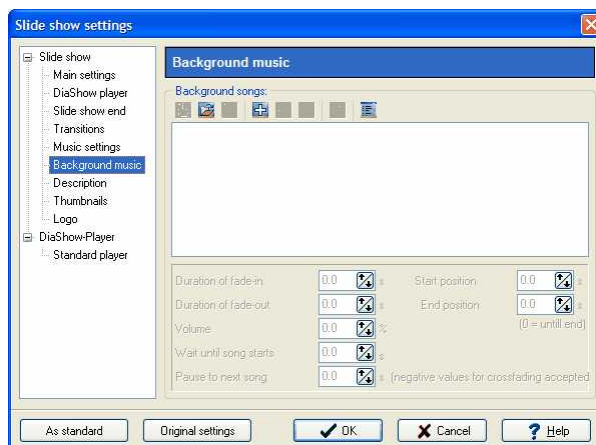 Slide show settings
Slide show
Main settings
DiaShow player
Slide show end
Transitions
Music settings
Background music
Description
Thumbnails
Logo
DiaShow-Player
Standard player
Background music
Background songs:
Duration of fade-in 0.0 s Start position 0.0 s
Duration of fade-out 0.0 s End position 0.0 s
Volume 0.0 % (0 = untill end)
Wait until song starts 0.0 s
Pause to next song 0.0 s (negative values for crossfading accepted
As standard Original settings OK Cancel ? Help